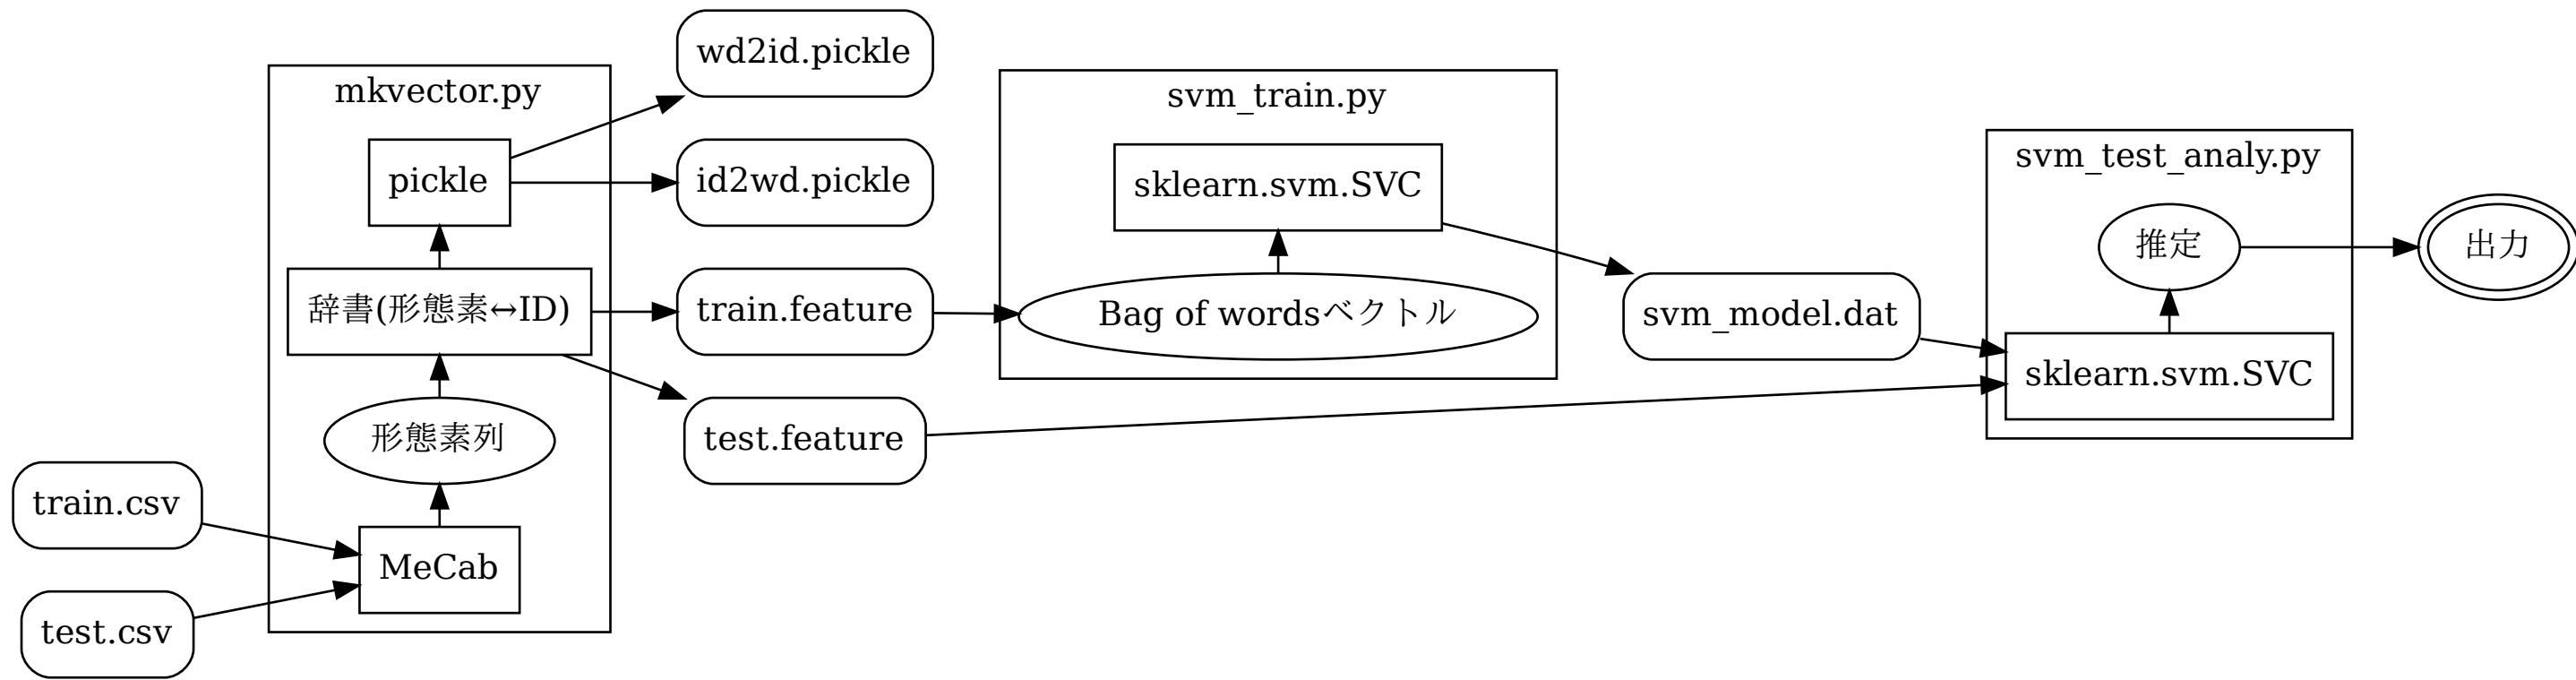 train.csv
test.csv
mkvector.py
pickle
辞書(形態素↔ID)
形態素列
MeCab
wd2id.pickle
id2wd.pickle
train.feature
test.feature
svm_train.py
sklearn.svm.SVC
Bag of wordsベクトル
svm_model.dat
svm_test_analy.py
推定
sklearn.svm.SVC
出力